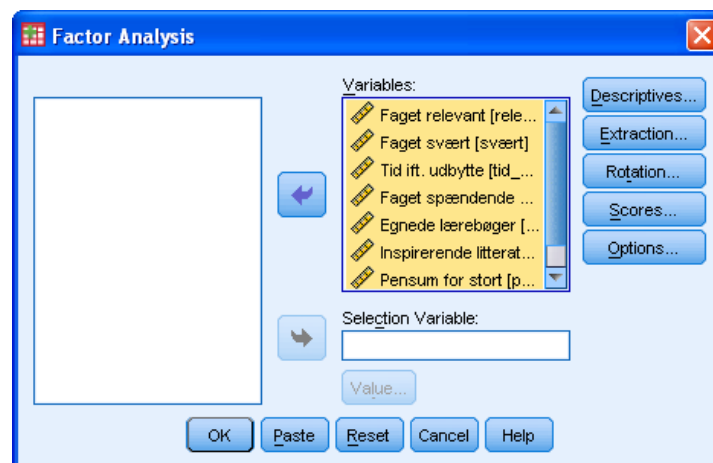 Factor Analysis
Variables:
Faget relevant [rele...
Faget svært [svært]
Tid ift. udbytte [tid_...
Faget spændende ...
Egnede lærebøger [...
Inspirerende litterat...
Pensum for stort [p...
Descriptives...
Extraction...
Rotation...
Scores...
Options...
Selection Variable:
Value...
OK Paste Reset Cancel Help